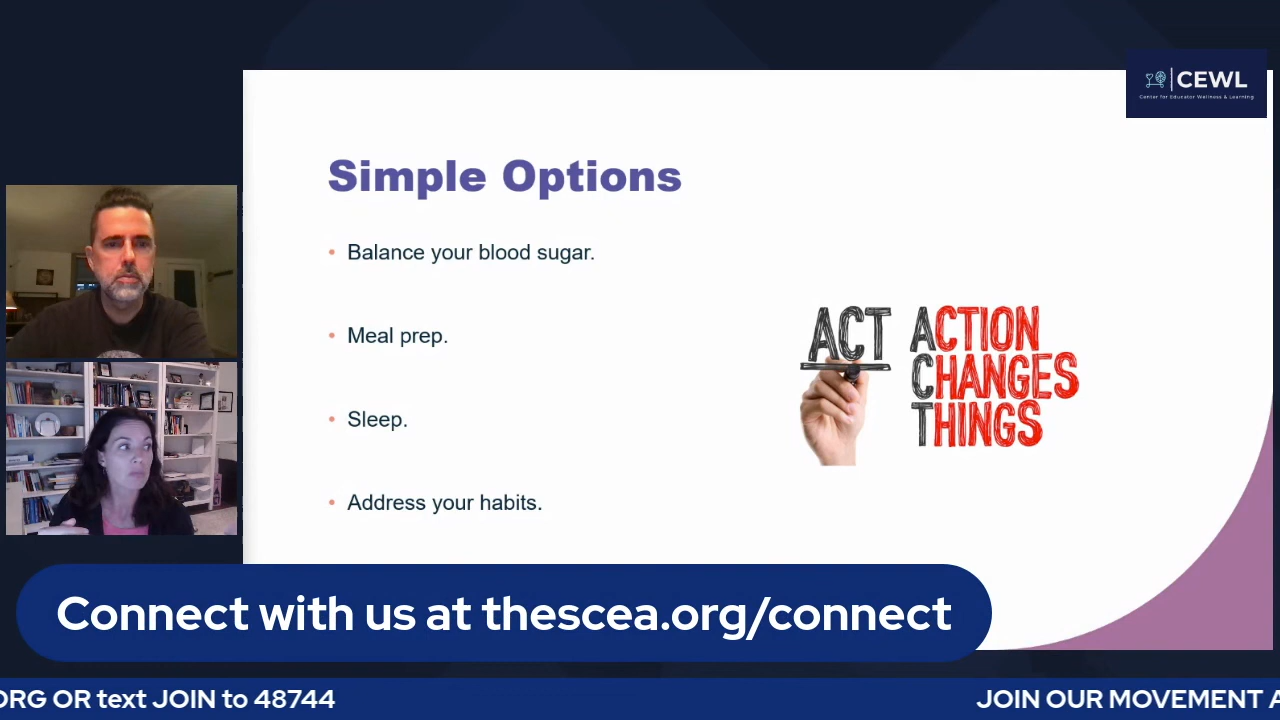 CEWL
Center for Educator Wellness & Learning
Simple Options
• Balance your blood sugar.
• Meal prep.
• Sleep.
• Address your habits.
ACT
ACTION
CHANGES
THINGS
Connect with us at thescea.org/connect
ORG OR text JOIN to 48744
JOIN OUR MOVEMENT A